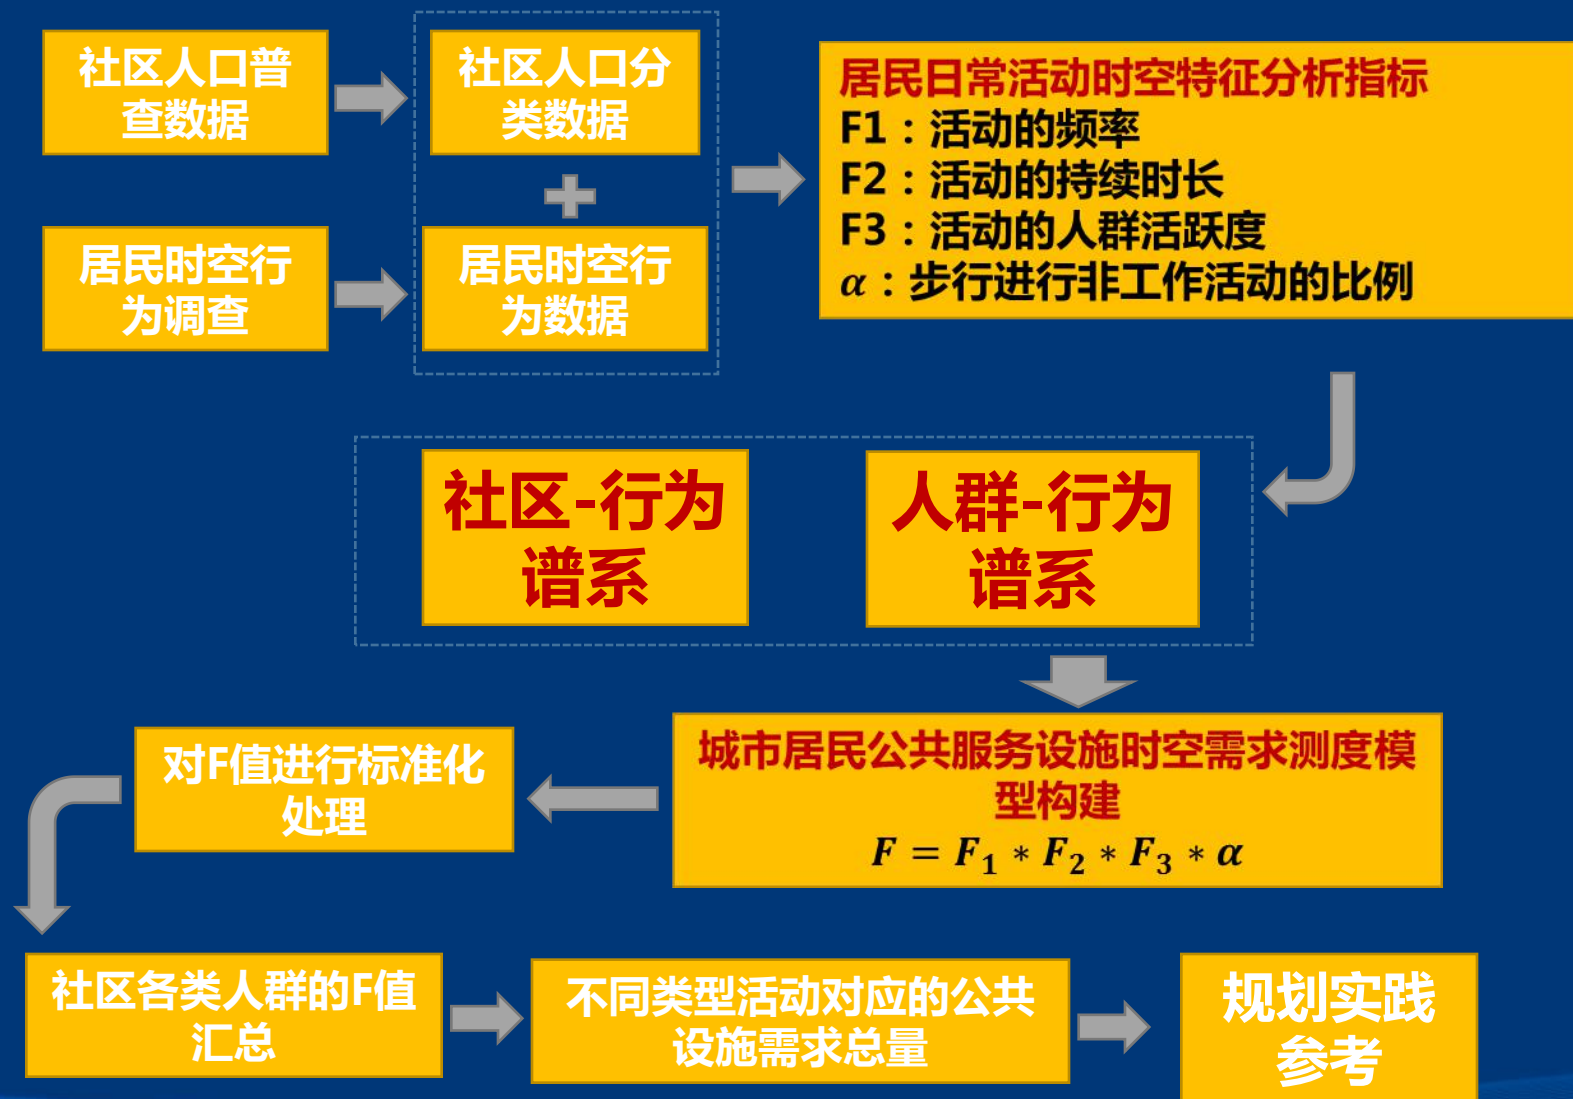 社区人口普
查数据
社区人口分
类数据
居民时空行
为调查
居民时空行
为数据
居民日常活动时空特征分析指标
F1：活动的频率
F2：活动的持续时长
F3：活动的人群活跃度
α：步行进行非工作活动的比例
社区-行为
谱系
人群-行为
谱系
城市居民公共服务设施时空需求测度模
型构建
F = F₁ * F₂ * F₃ * α
对F值进行标准化
处理
社区各类人群的F值
汇总
不同类型活动对应的公共
设施需求总量
规划实践
参考